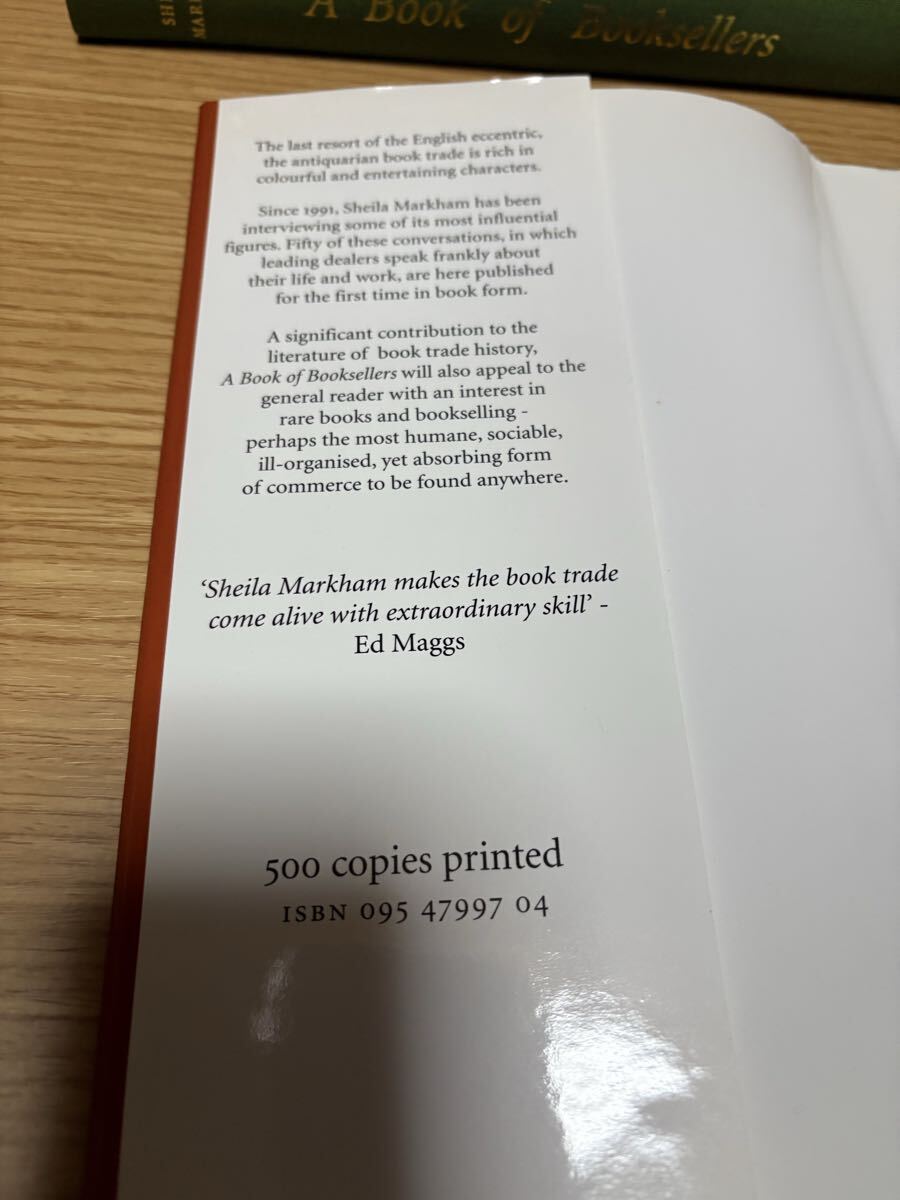 SHE
MAR
A Book of Booksellers
The last resort of the English eccentric,
the antiquarian book trade is rich in
colourful and entertaining characters.
Since 1991, Sheila Markham has been
interviewing some of its most influential
figures. Fifty of these conversations, in which
leading dealers speak frankly about
their life and work, are here published
for the first time in book form.
A significant contribution to the
literature of book trade history,
A Book of Booksellers will also appeal to the
general reader with an interest in
rare books and bookselling -
perhaps the most humane, sociable,
ill-organised, yet absorbing form
of commerce to be found anywhere.
‘Sheila Markham makes the book trade
come alive with extraordinary skill’ -
Ed Maggs
500 copies printed
ISBN 095 47997 04